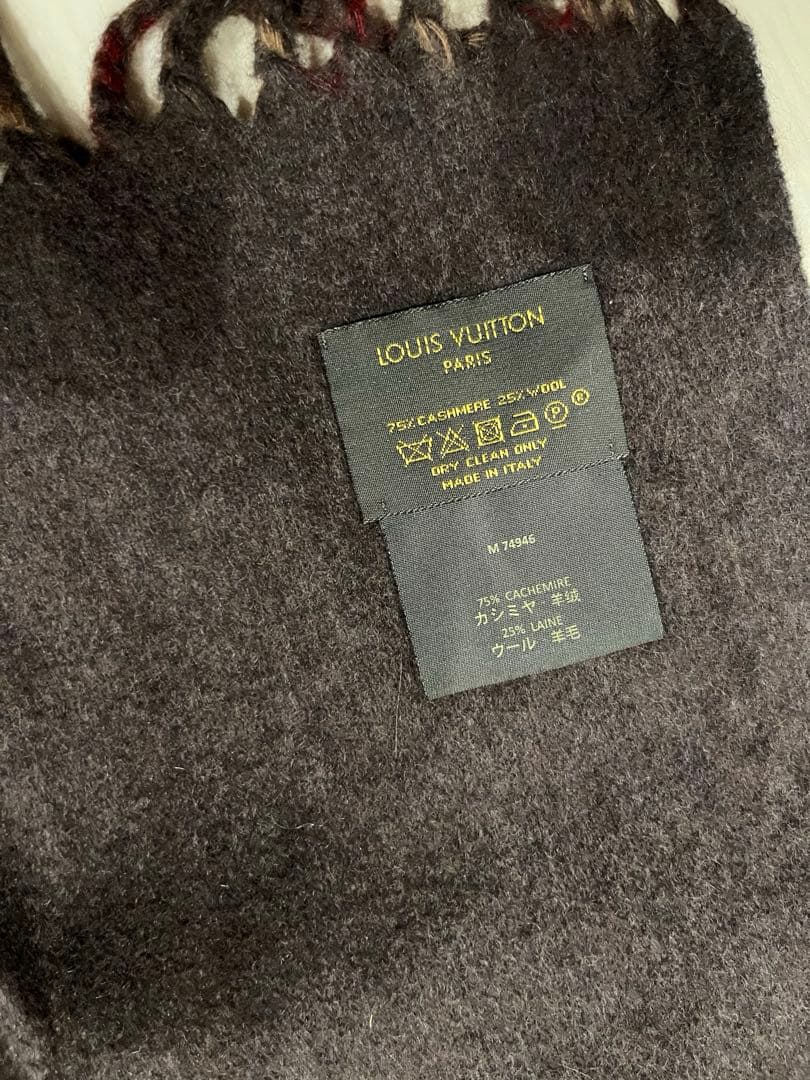 LOUIS VUITTON
PARIS
75% CASHMERE 25% WOOL
P ®
DRY CLEAN ONLY
MADE IN ITALY
M 74946
75% CACHEMIRE
カシミヤ 羊绒
25% LAINE
ウール 羊毛